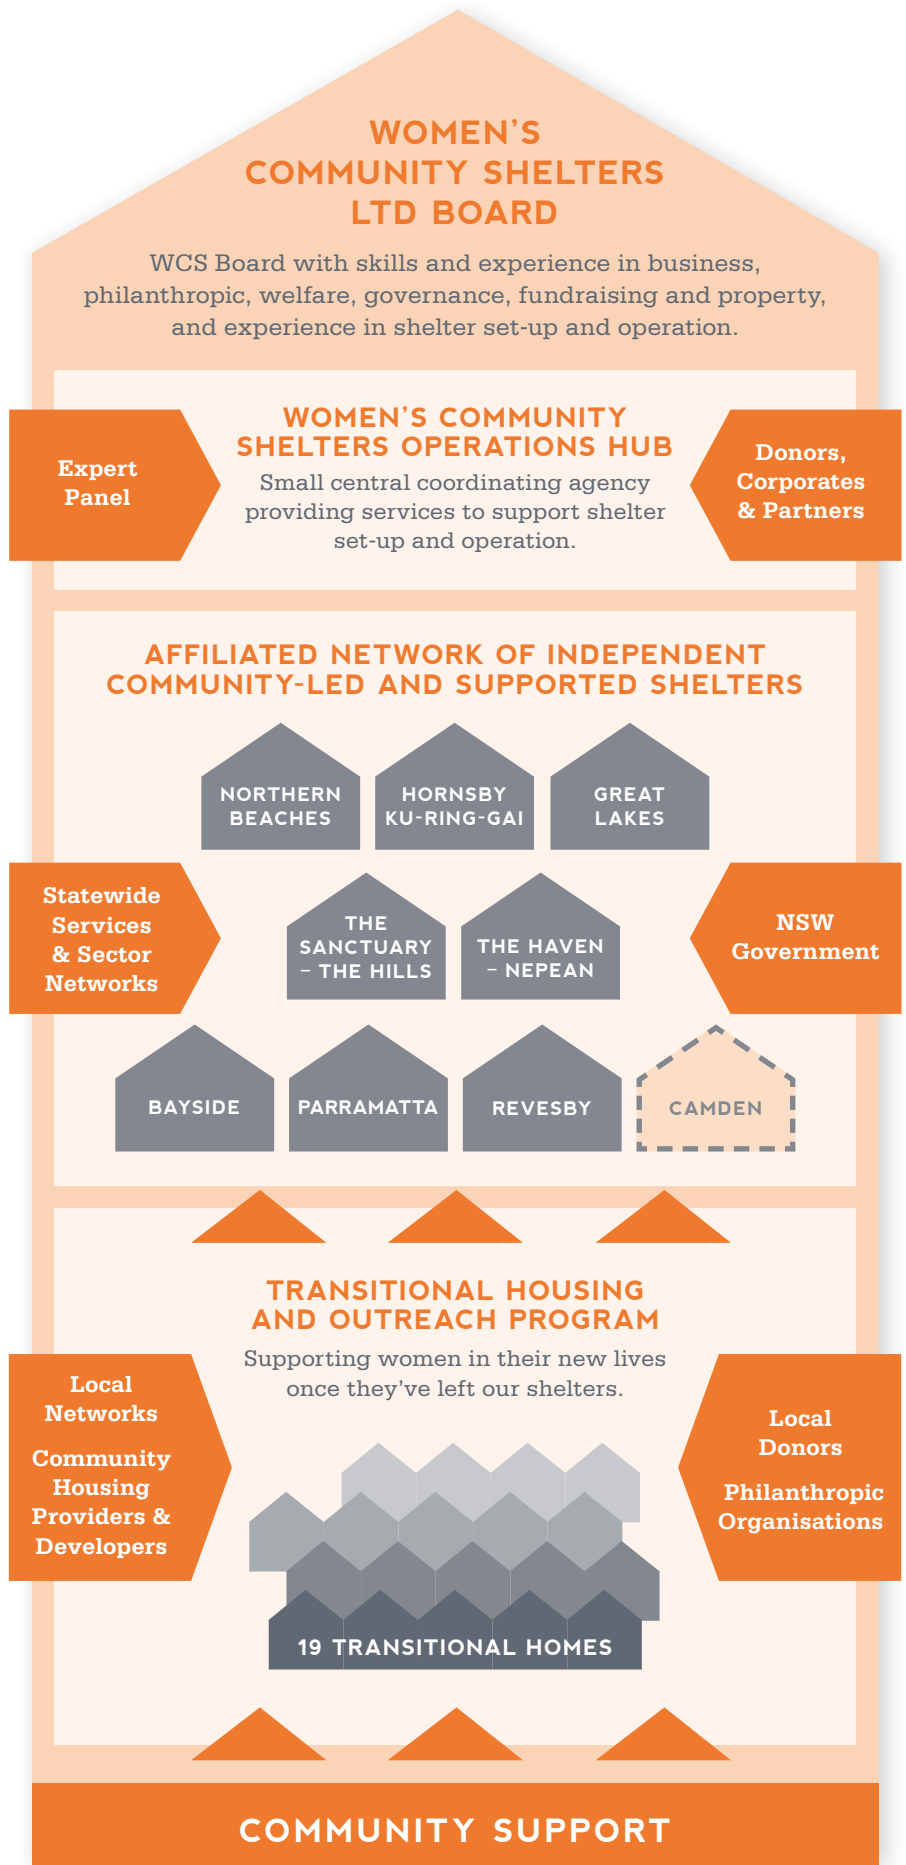 WOMEN'S
COMMUNITY SHELTERS
LTD BOARD
WCS Board with skills and experience in business,
philanthropic, welfare, governance, fundraising and property,
and experience in shelter set-up and operation.
Expert
Panel
WOMEN'S COMMUNITY
SHELTERS OPERATIONS HUB
Small central coordinating agency
providing services to support shelter
set-up and operation.
Donors,
Corporates
& Partners
AFFILIATED NETWORK OF INDEPENDENT
COMMUNITY-LED AND SUPPORTED SHELTERS
NORTHERN
BEACHES
HORNSBY
KU-RING-GAI
GREAT
LAKES
Statewide
Services
& Sector
Networks
THE
SANCTUARY
– THE HILLS
THE HAVEN
– NEPEAN
NSW
Government
BAYSIDE
PARRAMATTA
REVESBY
CAMDEN
TRANSITIONAL HOUSING
AND OUTREACH PROGRAM
Supporting women in their new lives
once they've left our shelters.
Local
Networks
Community
Housing
Providers &
Developers
Local
Donors
Philanthropic
Organisations
19 TRANSITIONAL HOMES
COMMUNITY SUPPORT